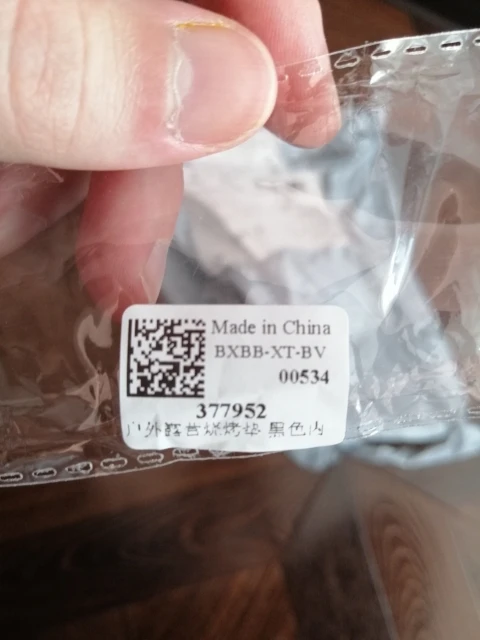 Made in China
BXBB-XT-BV
00534
377952
户外露营烧烤垫 黑色内